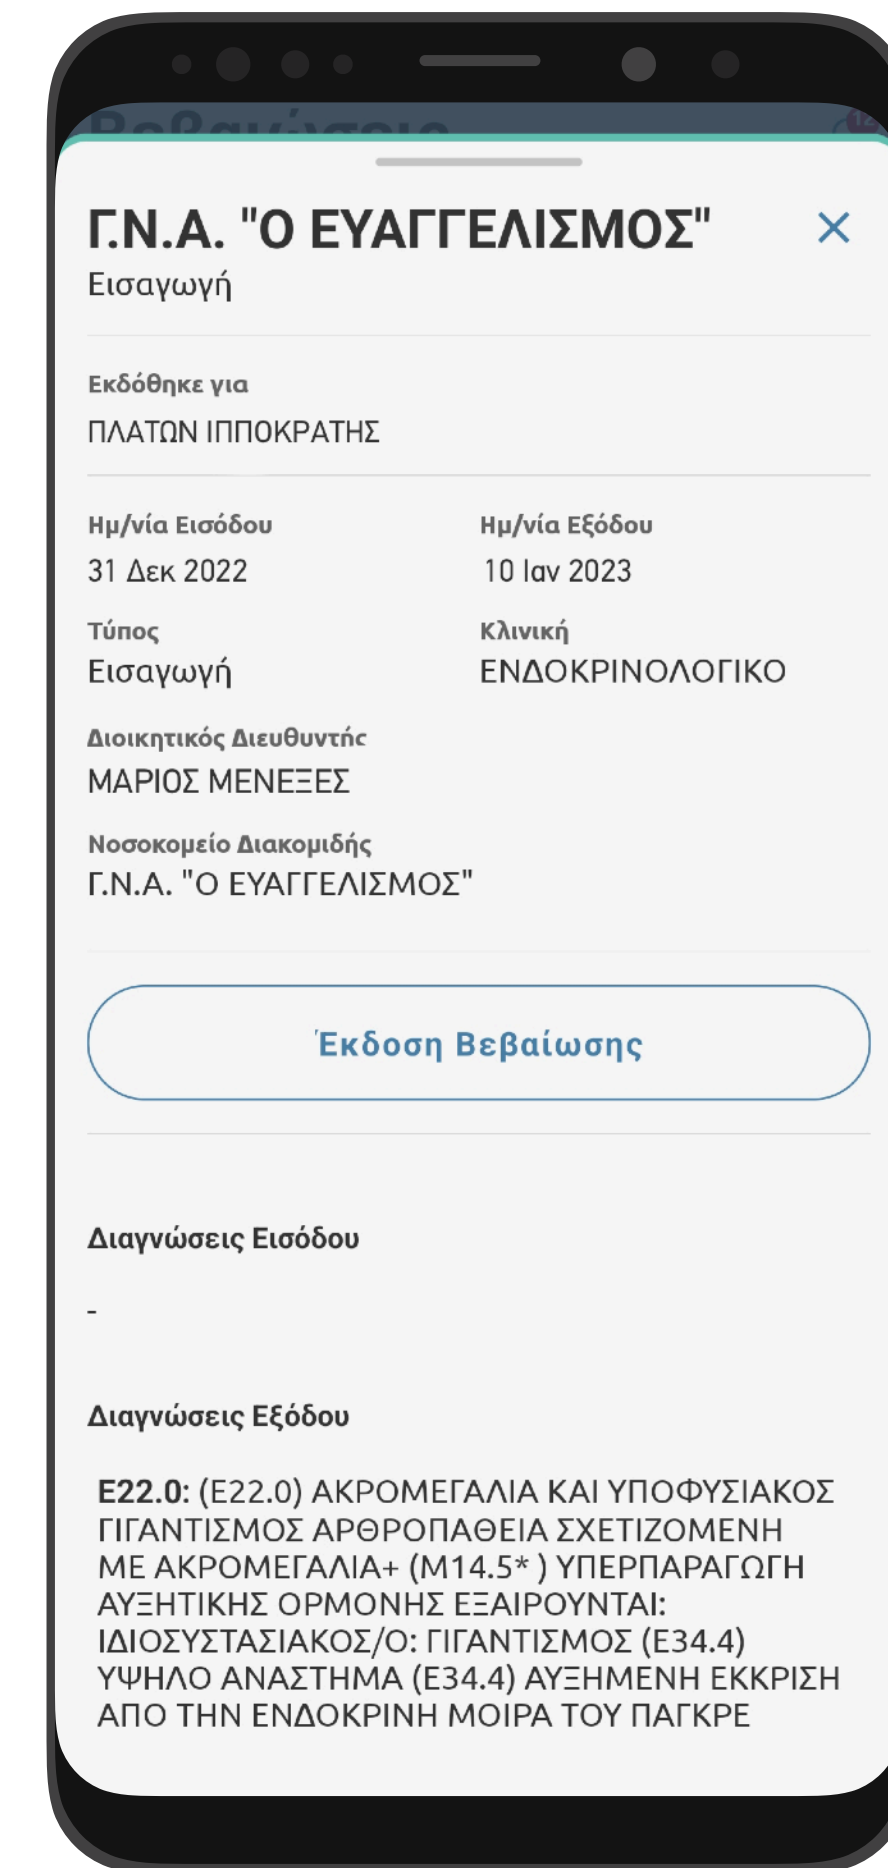 Βεβαιώσεις
12
Γ.Ν.Α. "Ο ΕΥΑΓΓΕΛΙΣΜΟΣ"
Εισαγωγή
Εκδόθηκε για
ΠΛΑΤΩΝ ΙΠΠΟΚΡΑΤΗΣ
Ημ/νία Εισόδου Ημ/νία Εξόδου
31 Δεκ 2022 10 Ιαν 2023
Τύπος Κλινική
Εισαγωγή ΕΝΔΟΚΡΙΝΟΛΟΓΙΚΟ
Διοικητικός Διευθυντής
ΜΑΡΙΟΣ ΜΕΝΕΞΕΣ
Νοσοκομείο Διακομιδής
Γ.Ν.Α. "Ο ΕΥΑΓΓΕΛΙΣΜΟΣ"
Έκδοση Βεβαίωσης
Διαγνώσεις Εισόδου
-
Διαγνώσεις Εξόδου
E22.0: (E22.0) ΑΚΡΟΜΕΓΑΛΙΑ ΚΑΙ ΥΠΟΦΥΣΙΑΚΟΣ
ΓΙΓΑΝΤΙΣΜΟΣ ΑΡΘΡΟΠΑΘΕΙΑ ΣΧΕΤΙΖΟΜΕΝΗ
ΜΕ ΑΚΡΟΜΕΓΑΛΙΑ+ (M14.5* ) ΥΠΕΡΠΑΡΑΓΩΓΗ
ΑΥΞΗΤΙΚΗΣ ΟΡΜΟΝΗΣ ΕΞΑΙΡΟΥΝΤΑΙ:
ΙΔΙΟΣΥΣΤΑΣΙΑΚΟΣ/Ο: ΓΙΓΑΝΤΙΣΜΟΣ (E34.4)
ΥΨΗΛΟ ΑΝΑΣΤΗΜΑ (E34.4) ΑΥΞΗΜΕΝΗ ΕΚΚΡΙΣΗ
ΑΠΟ ΤΗΝ ΕΝΔΟΚΡΙΝΗ ΜΟΙΡΑ ΤΟΥ ΠΑΓΚΡΕ